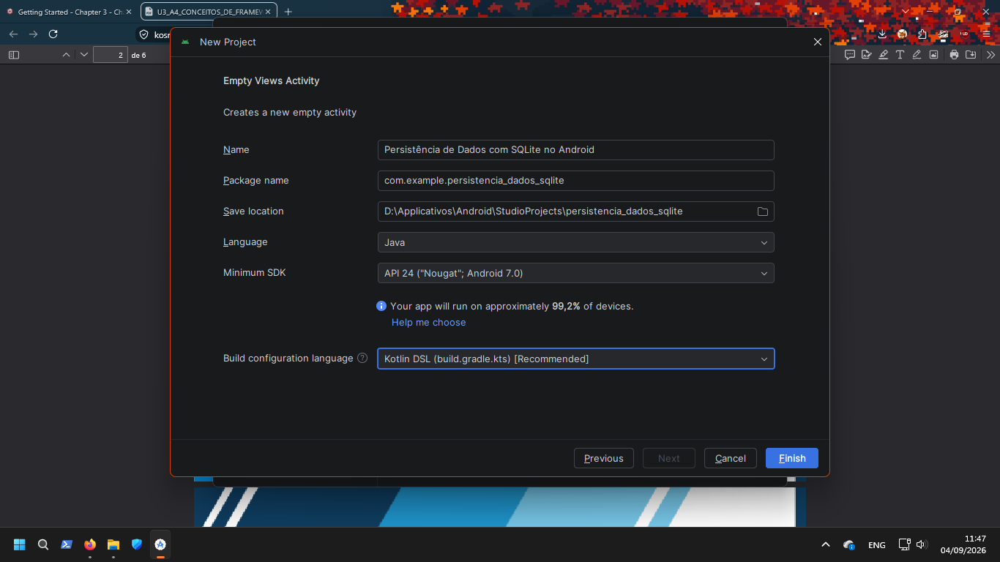 Getting Started - Chapter 3 - Ch
U3_A4_CONCEITOS_DE_FRAMEW
kosr
2 de 6
New Project
Empty Views Activity
Creates a new empty activity
Name Persistência de Dados com SQLite no Android
Package name com.example.persistencia_dados_sqlite
Save location D:\Applicativos\Android\StudioProjects\persistencia_dados_sqlite
Language Java
Minimum SDK API 24 ("Nougat"; Android 7.0)
Your app will run on approximately 99,2% of devices.
Help me choose
Build configuration language ? Kotlin DSL (build.gradle.kts) [Recommended]
Previous Next Cancel Finish
ENG
11:47
04/09/2026